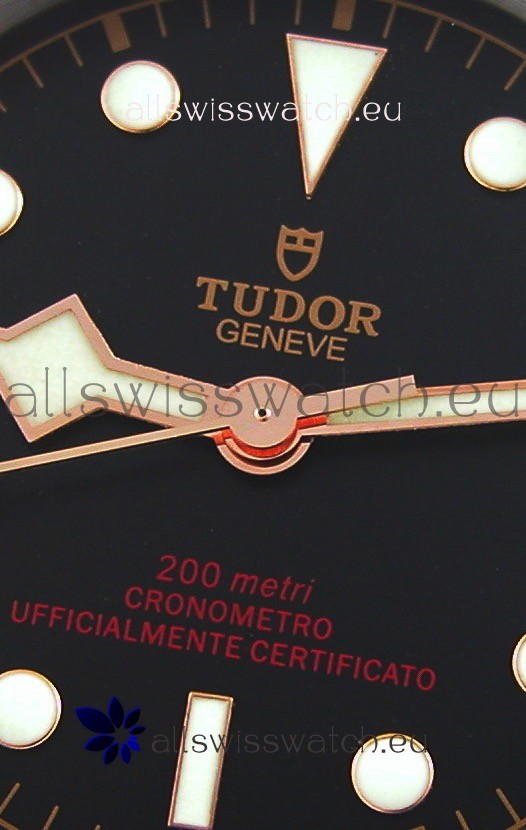 allswisswatch.eu
TUDOR
GENEVE
allswisswatch.eu
200 metri
CRONOMETRO
UFFICIALMENTE CERTIFICATO
allswisswatch.eu